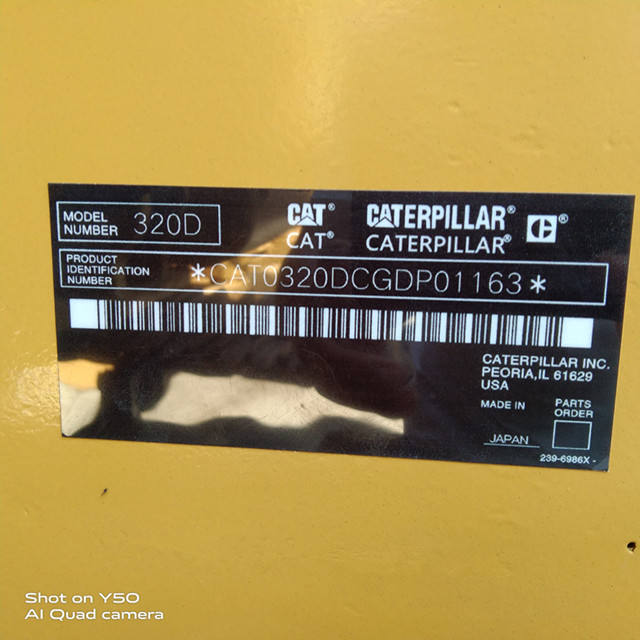 MODEL
NUMBER
320D
CAT®
CAT®
CATERPILLAR®
CATERPILLAR®
C®
PRODUCT
IDENTIFICATION
NUMBER
*CAT0320DCGDP01163*
CATERPILLAR INC.
PEORIA,IL 61629
USA
MADE IN
JAPAN
PARTS
ORDER
239-6986X-
Shot on Y50
AI Quad camera